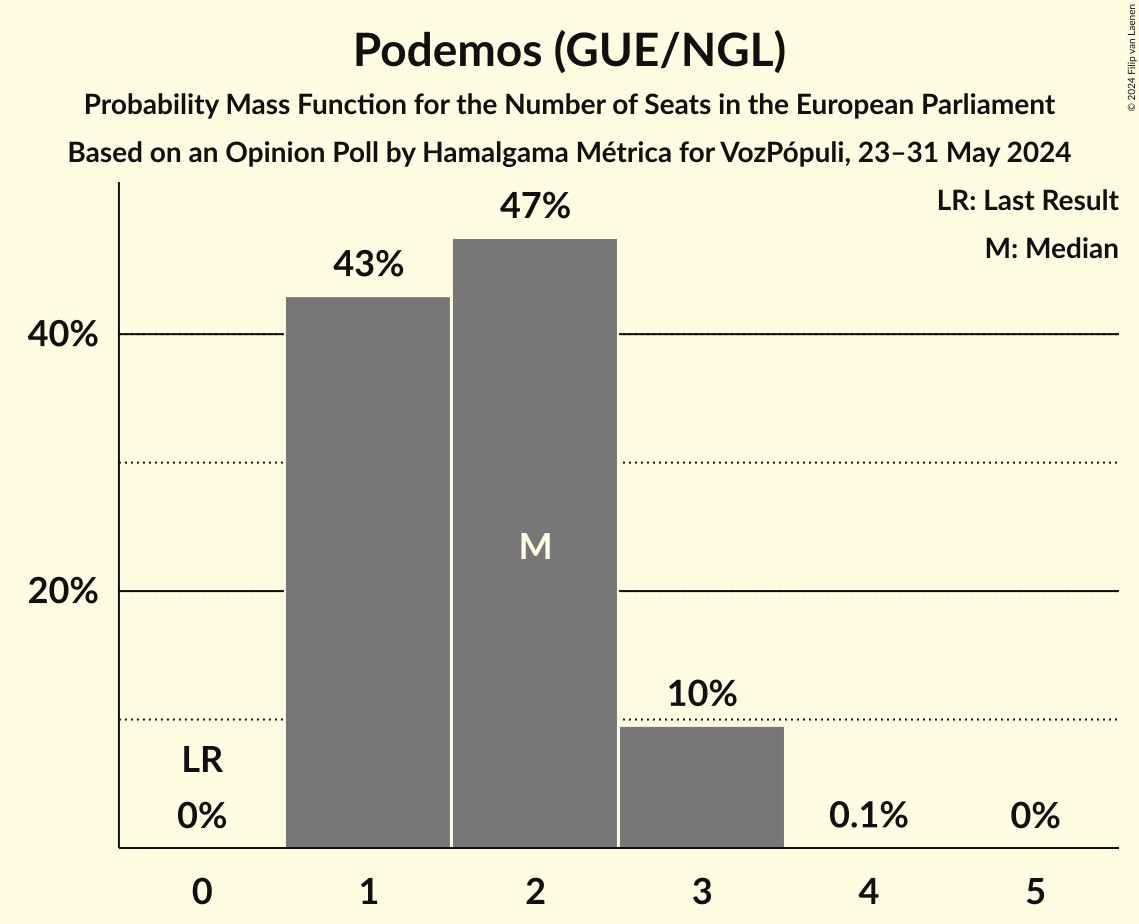 Podemos (GUE/NGL)
Probability Mass Function for the Number of Seats in the European Parliament
Based on an Opinion Poll by Hamalgama Métrica for VozPópuli, 23–31 May 2024
© 2024 Filip van Laenen
LR: Last Result
M: Median
47%
43%
40%
M
20%
10%
LR
0%
0.1%
0%
0
1
2
3
4
5